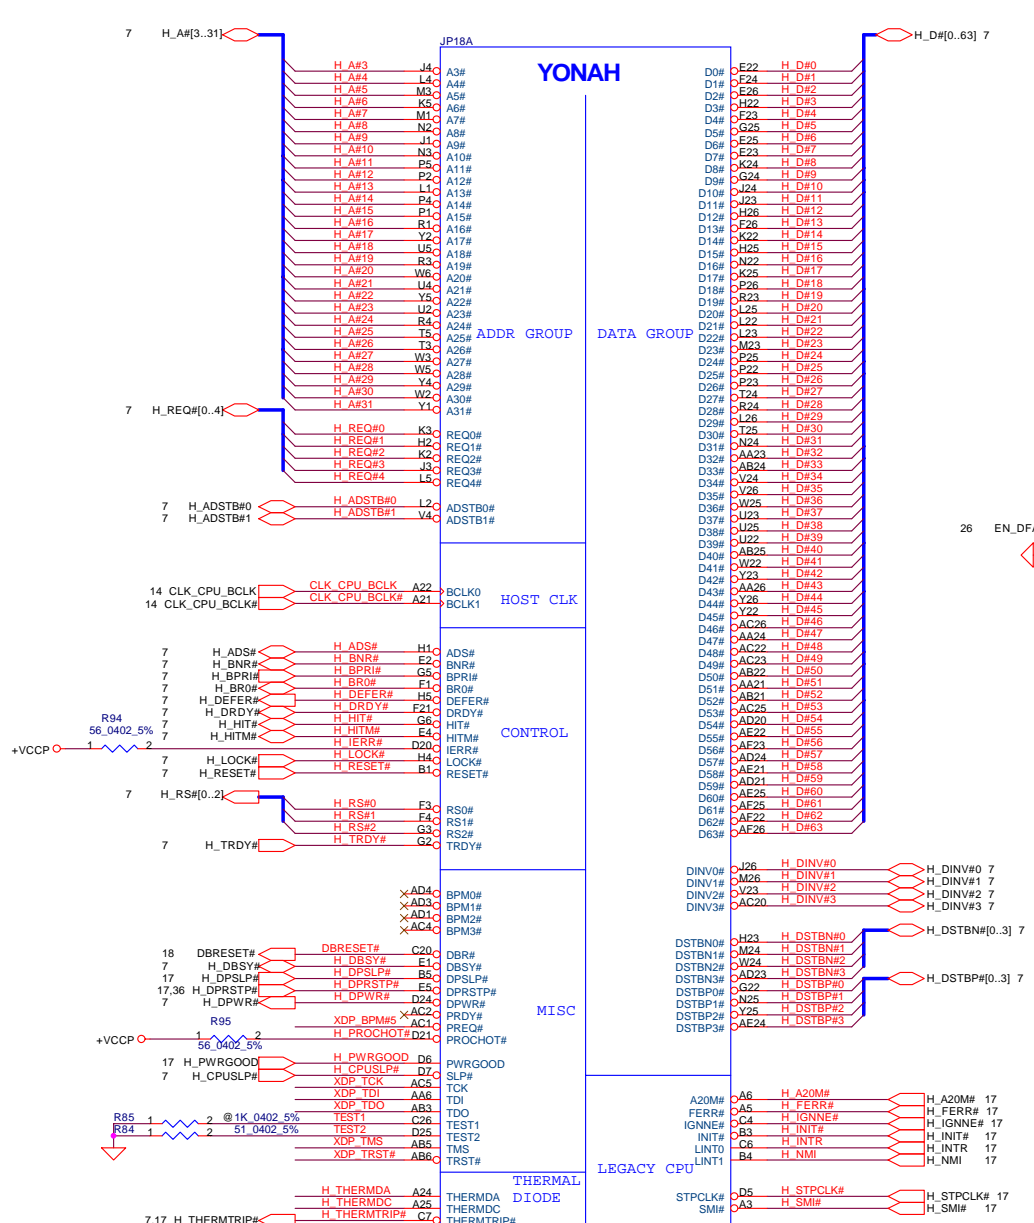 7 H_A#[3..31]
JP18A
YONAH
H_A#3 J4 A3#
H_A#4 L4 A4#
H_A#5 M3 A5#
H_A#6 K5 A6#
H_A#7 M1 A7#
H_A#8 N2 A8#
H_A#9 J1 A9#
H_A#10 N3 A10#
H_A#11 P5 A11#
H_A#12 P2 A12#
H_A#13 L1 A13#
H_A#14 P4 A14#
H_A#15 P1 A15#
H_A#16 R1 A16#
H_A#17 Y2 A17#
H_A#18 U5 A18#
H_A#19 R3 A19#
H_A#20 W6 A20#
H_A#21 U4 A21#
H_A#22 Y5 A22#
H_A#23 U2 A23#
H_A#24 R4 A24#
H_A#25 T5 A25#
H_A#26 T3 A26#
H_A#27 W3 A27#
H_A#28 W5 A28#
H_A#29 Y4 A29#
H_A#30 W2 A30#
H_A#31 Y1 A31#
ADDR GROUP
7 H_REQ#[0..4]
H_REQ#0 K3 REQ0#
H_REQ#1 H2 REQ1#
H_REQ#2 K2 REQ2#
H_REQ#3 J3 REQ3#
H_REQ#4 L5 REQ4#
7 H_ADSTB#0 H_ADSTB#0 L2 ADSTB0#
7 H_ADSTB#1 H_ADSTB#1 V4 ADSTB1#
14 CLK_CPU_BCLK CLK_CPU_BCLK A22 BCLK0
14 CLK_CPU_BCLK# CLK_CPU_BCLK# A21 BCLK1
HOST CLK
7 H_ADS# H_ADS# H1 ADS#
7 H_BNR# H_BNR# E2 BNR#
7 H_BPRI# H_BPRI# G5 BPRI#
7 H_BR0# H_BR0# F1 BR0#
7 H_DEFER# H_DEFER# H5 DEFER#
7 H_DRDY# H_DRDY# F21 DRDY#
7 H_HIT# H_HIT# G6 HIT#
7 H_HITM# H_HITM# E4 HITM#
R94
56_0402_5%
+VCCP 1 2 H_IERR# D20 IERR#
7 H_LOCK# H_LOCK# H4 LOCK#
7 H_RESET# H_RESET# B1 RESET#
CONTROL
7 H_RS#[0..2]
H_RS#0 F3 RS0#
H_RS#1 F4 RS1#
H_RS#2 G3 RS2#
7 H_TRDY# H_TRDY# G2 TRDY#
AD4 BPM0#
AD3 BPM1#
AD1 BPM2#
AC4 BPM3#
18 DBRESET# DBRESET# C20 DBR#
7 H_DBSY# H_DBSY# E1 DBSY#
17 H_DPSLP# H_DPSLP# B5 DPSLP#
17,36 H_DPRSTP# H_DPRSTP# E5 DPRSTP#
7 H_DPWR# H_DPWR# D24 DPWR#
AC2 PRDY#
XDP_BPM#5 AC1 PREQ#
MISC
R95
+VCCP 1 2 H_PROCHOT# D21 PROCHOT#
56_0402_5%
17 H_PWRGOOD H_PWRGOOD D6 PWRGOOD
7 H_CPUSLP# H_CPUSLP# D7 SLP#
XDP_TCK AC5 TCK
XDP_TDI AA6 TDI
XDP_TDO AB3 TDO
R85 1 2 @1K_0402_5% TEST1 C26 TEST1
R84 1 2 51_0402_5% TEST2 D25 TEST2
XDP_TMS AB5 TMS
XDP_TRST# AB6 TRST#
THERMAL
DIODE
H_THERMDA A24 THERMDA
H_THERMDC A25 THERMDC
7,17 H_THERMTRIP# H_THERMTRIP# C7 THERMTRIP#
H_D#[0..63] 7
D0# E22 H_D#0
D1# F24 H_D#1
D2# E26 H_D#2
D3# H22 H_D#3
D4# F23 H_D#4
D5# G25 H_D#5
D6# E25 H_D#6
D7# E23 H_D#7
D8# K24 H_D#8
D9# G24 H_D#9
D10# J24 H_D#10
D11# J23 H_D#11
D12# H26 H_D#12
D13# F26 H_D#13
D14# K22 H_D#14
D15# H25 H_D#15
D16# N22 H_D#16
D17# K25 H_D#17
D18# P26 H_D#18
D19# R23 H_D#19
D20# L25 H_D#20
D21# L22 H_D#21
D22# L23 H_D#22
D23# M23 H_D#23
D24# P25 H_D#24
D25# P22 H_D#25
D26# P23 H_D#26
D27# T24 H_D#27
D28# R24 H_D#28
D29# L26 H_D#29
D30# T25 H_D#30
D31# N24 H_D#31
D32# AA23 H_D#32
D33# AB24 H_D#33
D34# V24 H_D#34
D35# V26 H_D#35
D36# W25 H_D#36
D37# U23 H_D#37
D38# U25 H_D#38
D39# U22 H_D#39
D40# AB25 H_D#40
D41# W22 H_D#41
D42# Y23 H_D#42
D43# AA26 H_D#43
D44# Y26 H_D#44
D45# Y22 H_D#45
D46# AC26 H_D#46
D47# AA24 H_D#47
D48# AC22 H_D#48
D49# AC23 H_D#49
D50# AB22 H_D#50
D51# AA21 H_D#51
D52# AB21 H_D#52
D53# AC25 H_D#53
D54# AD20 H_D#54
D55# AE22 H_D#55
D56# AF23 H_D#56
D57# AD24 H_D#57
D58# AE21 H_D#58
D59# AD21 H_D#59
D60# AE25 H_D#60
D61# AF25 H_D#61
D62# AF22 H_D#62
D63# AF26 H_D#63
DATA GROUP
26 EN_DFA
DINV0# J26 H_DINV#0 H_DINV#0 7
DINV1# M26 H_DINV#1 H_DINV#1 7
DINV2# V23 H_DINV#2 H_DINV#2 7
DINV3# AC20 H_DINV#3 H_DINV#3 7
H_DSTBN#[0..3] 7
DSTBN0# H23 H_DSTBN#0
DSTBN1# M24 H_DSTBN#1
DSTBN2# W24 H_DSTBN#2
DSTBN3# AD23 H_DSTBN#3
H_DSTBP#[0..3] 7
DSTBP0# G22 H_DSTBP#0
DSTBP1# N25 H_DSTBP#1
DSTBP2# Y25 H_DSTBP#2
DSTBP3# AE24 H_DSTBP#3
A20M# A6 H_A20M# H_A20M# 17
FERR# A5 H_FERR# H_FERR# 17
IGNNE# C4 H_IGNNE# H_IGNNE# 17
INIT# B3 H_INIT# H_INIT# 17
LINT0 C6 H_INTR H_INTR 17
LINT1 B4 H_NMI H_NMI 17
LEGACY CPU
STPCLK# D5 H_STPCLK# H_STPCLK# 17
SMI# A3 H_SMI# H_SMI# 17